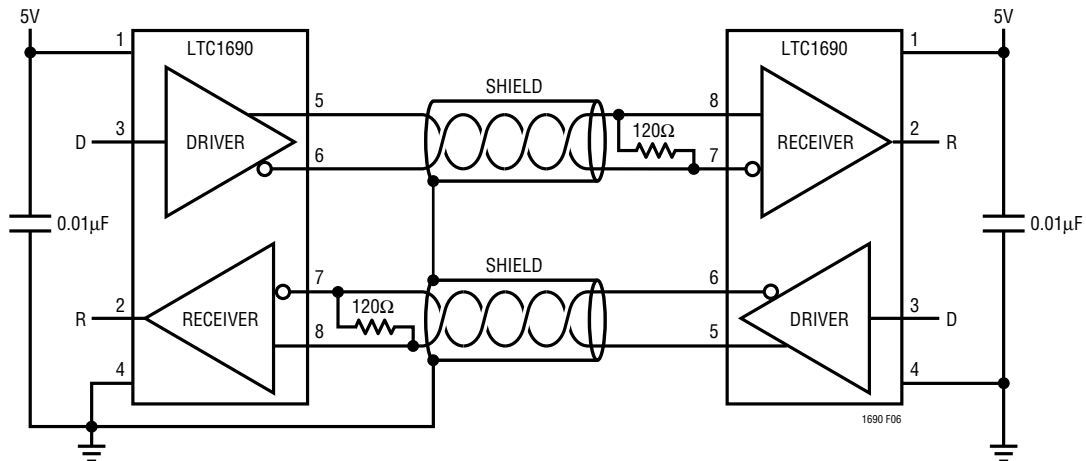 5V
5V
1
LTC1690
LTC1690
1
SHIELD
5
8
120Ω
D
3
DRIVER
RECEIVER
2
R
6
7
0.01µF
0.01µF
SHIELD
7
6
120Ω
R
2
RECEIVER
DRIVER
3
D
8
5
4
4
1690 F06